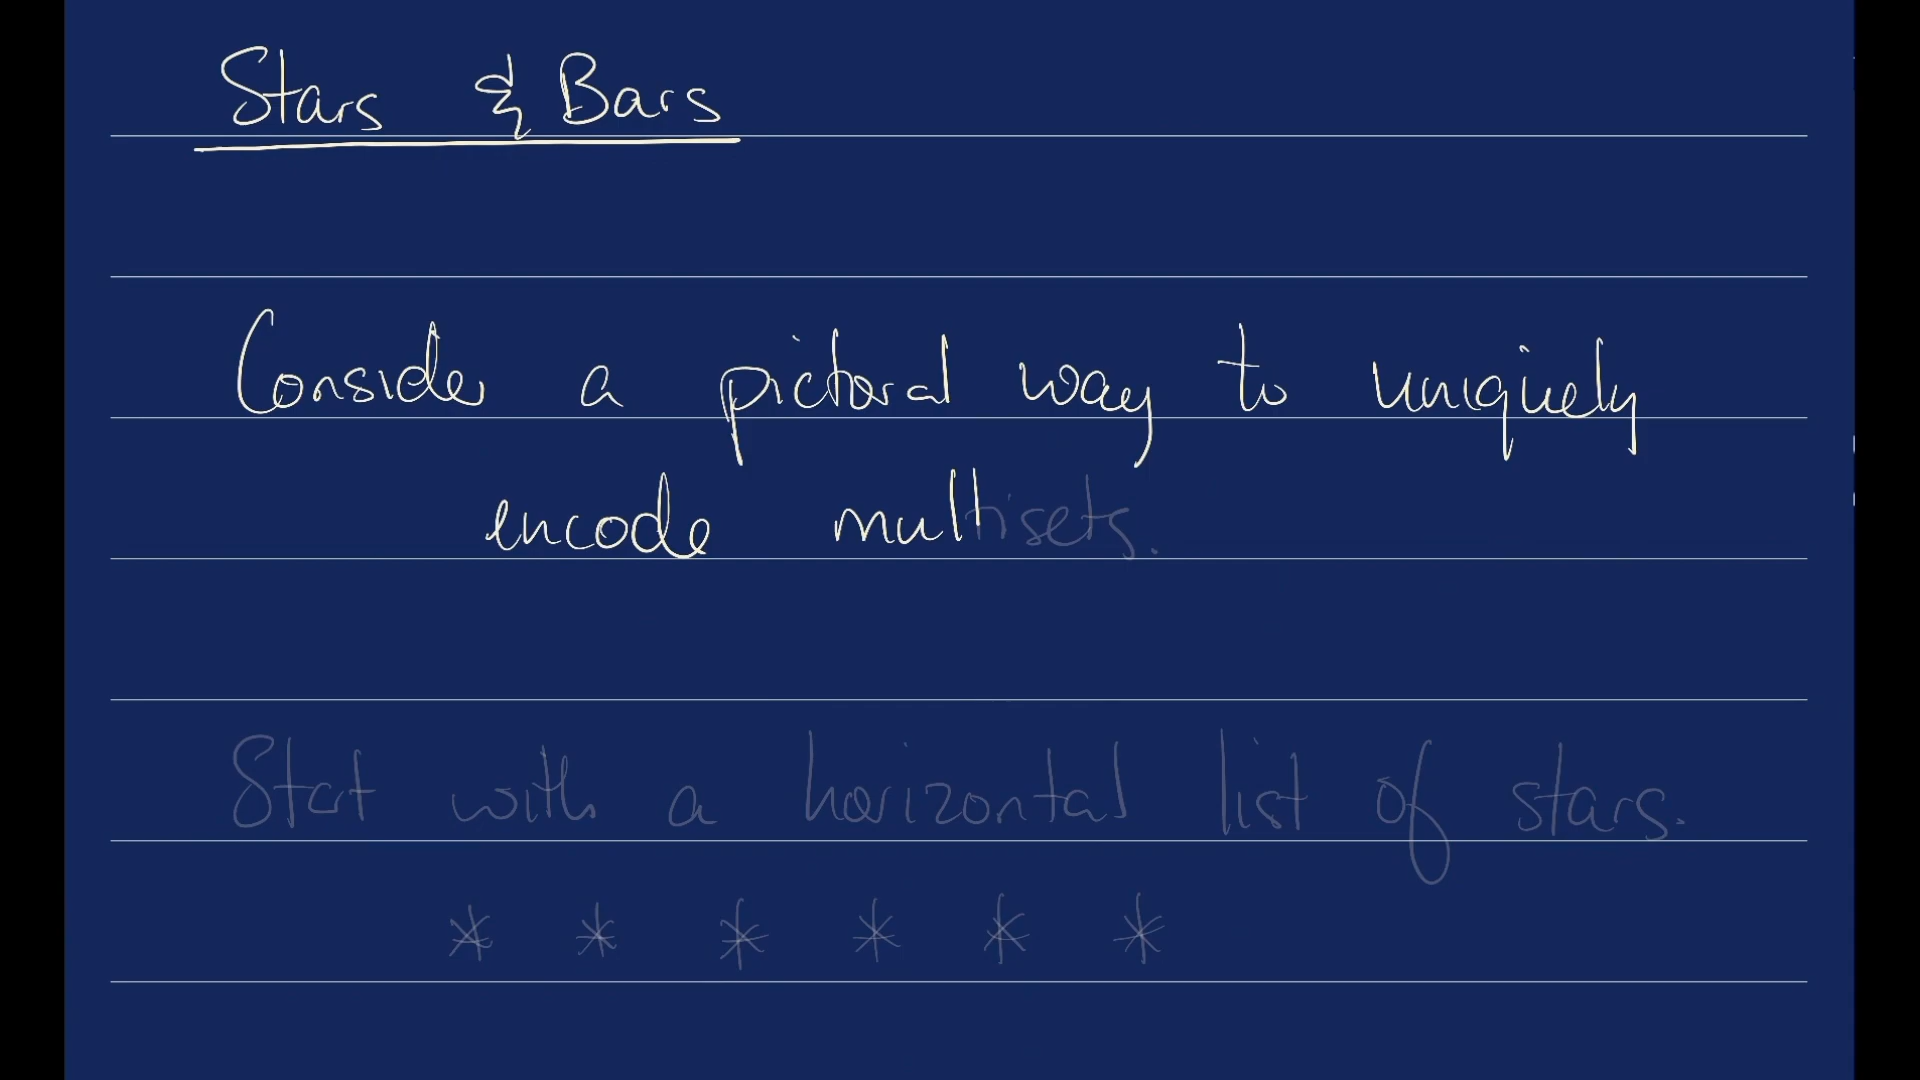 Stars & Bars
Consider a pictoral way to uniquely
encode multisets.
Start with a horizontal list of stars.
* * * * * *